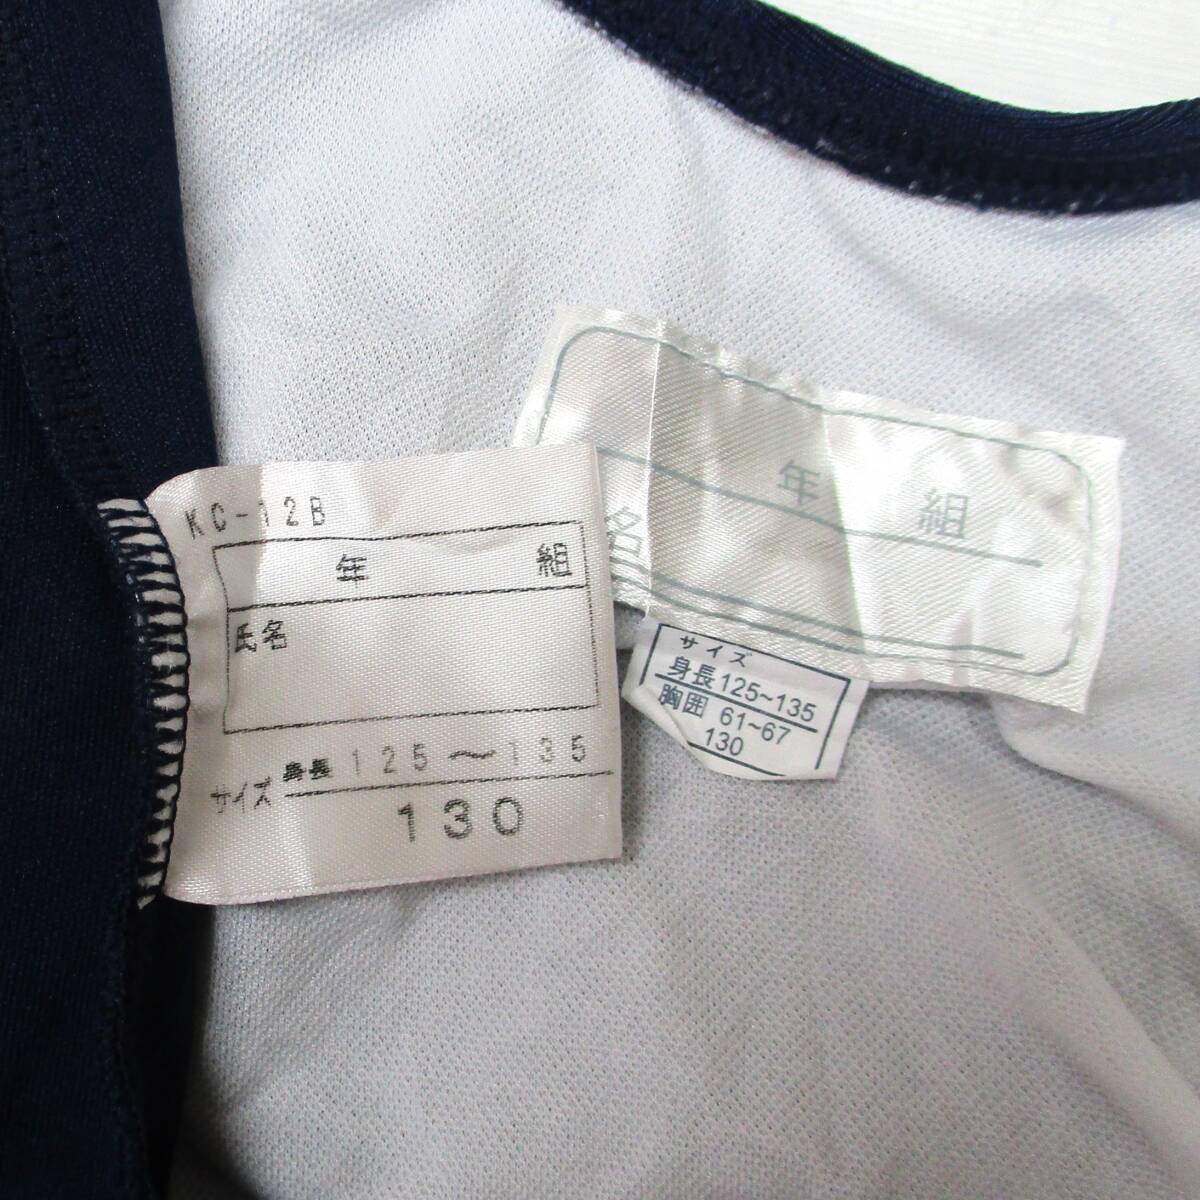 KC-12B
年 組
氏名
サイズ 身長 125～135
130
年 組
名
サイズ
身長125~135
胸囲 61~67
130